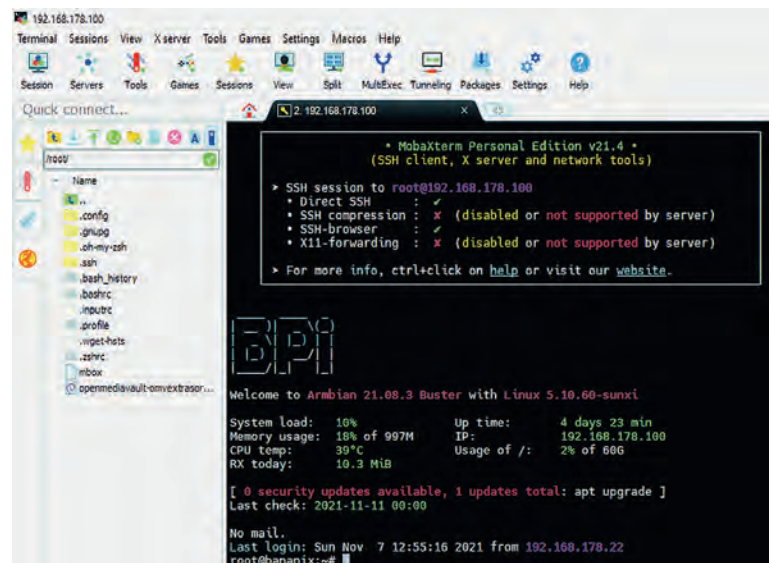 192.168.178.100
Terminal Sessions View X server Tools Games Settings Macros Help
Session Servers Tools Games Sessions View Split MultiExec Tunneling Packages Settings Help
Quick connect...
2. 192.168.178.100
/root/
Name
..
.config
.gnupg
.oh-my-zsh
.ssh
.bash_history
.bashrc
.inputrc
.profile
.wget-hsts
.zshrc
mbox
openmediavault-omvextrasor...
• MobaXterm Personal Edition v21.4 •
(SSH client, X server and network tools)
➤ SSH session to root@192.168.178.100
• Direct SSH : ✔
• SSH compression : ✘ (disabled or not supported by server)
• SSH-browser : ✔
• X11-forwarding : ✘ (disabled or not supported by server)
➤ For more info, ctrl+click on help or visit our website.
BPi
Welcome to Armbian 21.08.3 Buster with Linux 5.10.60-sunxi
System load: 10% Up time: 4 days 23 min
Memory usage: 18% of 997M IP: 192.168.178.100
CPU temp: 39°C Usage of /: 2% of 60G
RX today: 10.3 MiB
[ 0 security updates available, 1 updates total: apt upgrade ]
Last check: 2021-11-11 00:00
No mail.
Last login: Sun Nov 7 12:55:16 2021 from 192.168.178.22
root@bananix:~#